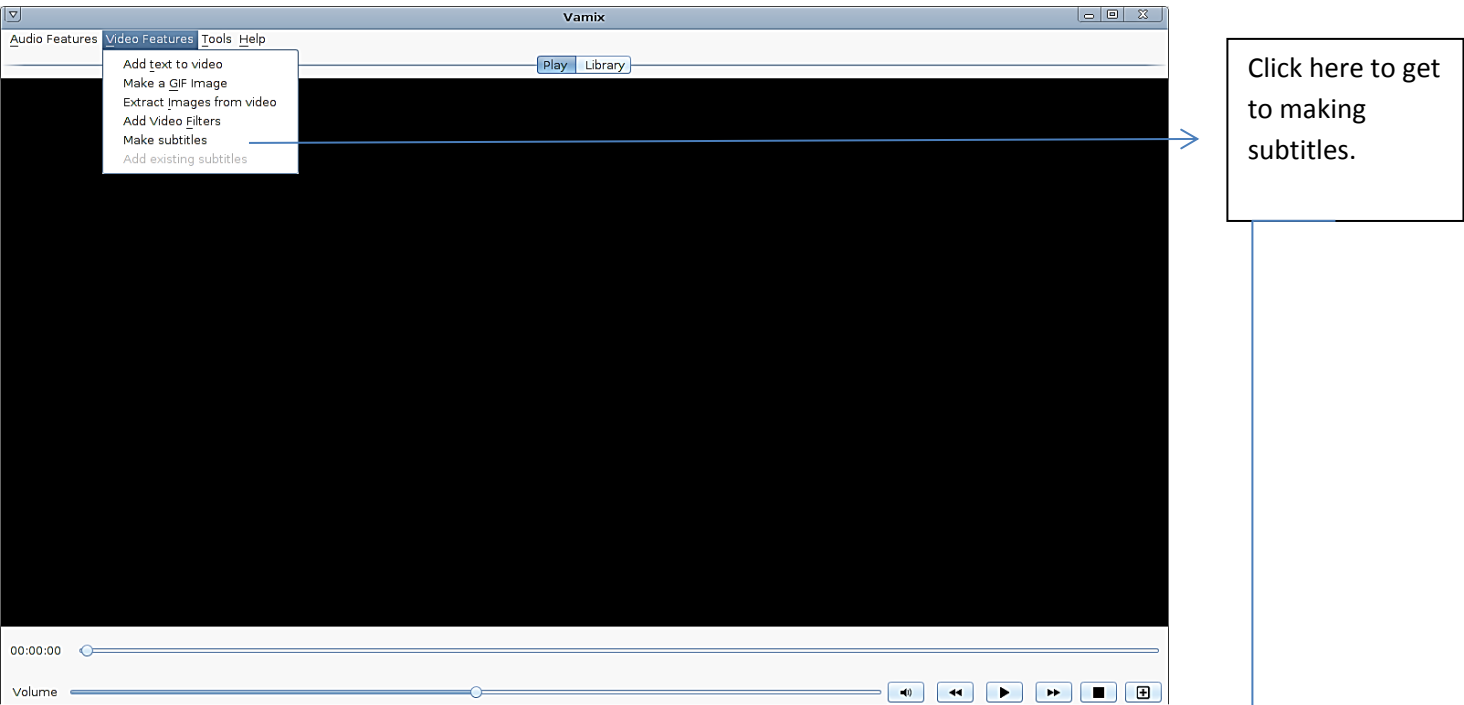 Vamix
Audio Features Video Features Tools Help
Play Library
Add text to video
Make a GIF Image
Extract Images from video
Add Video Filters
Make subtitles
Add existing subtitles
Click here to get
to making
subtitles.
00:00:00
Volume